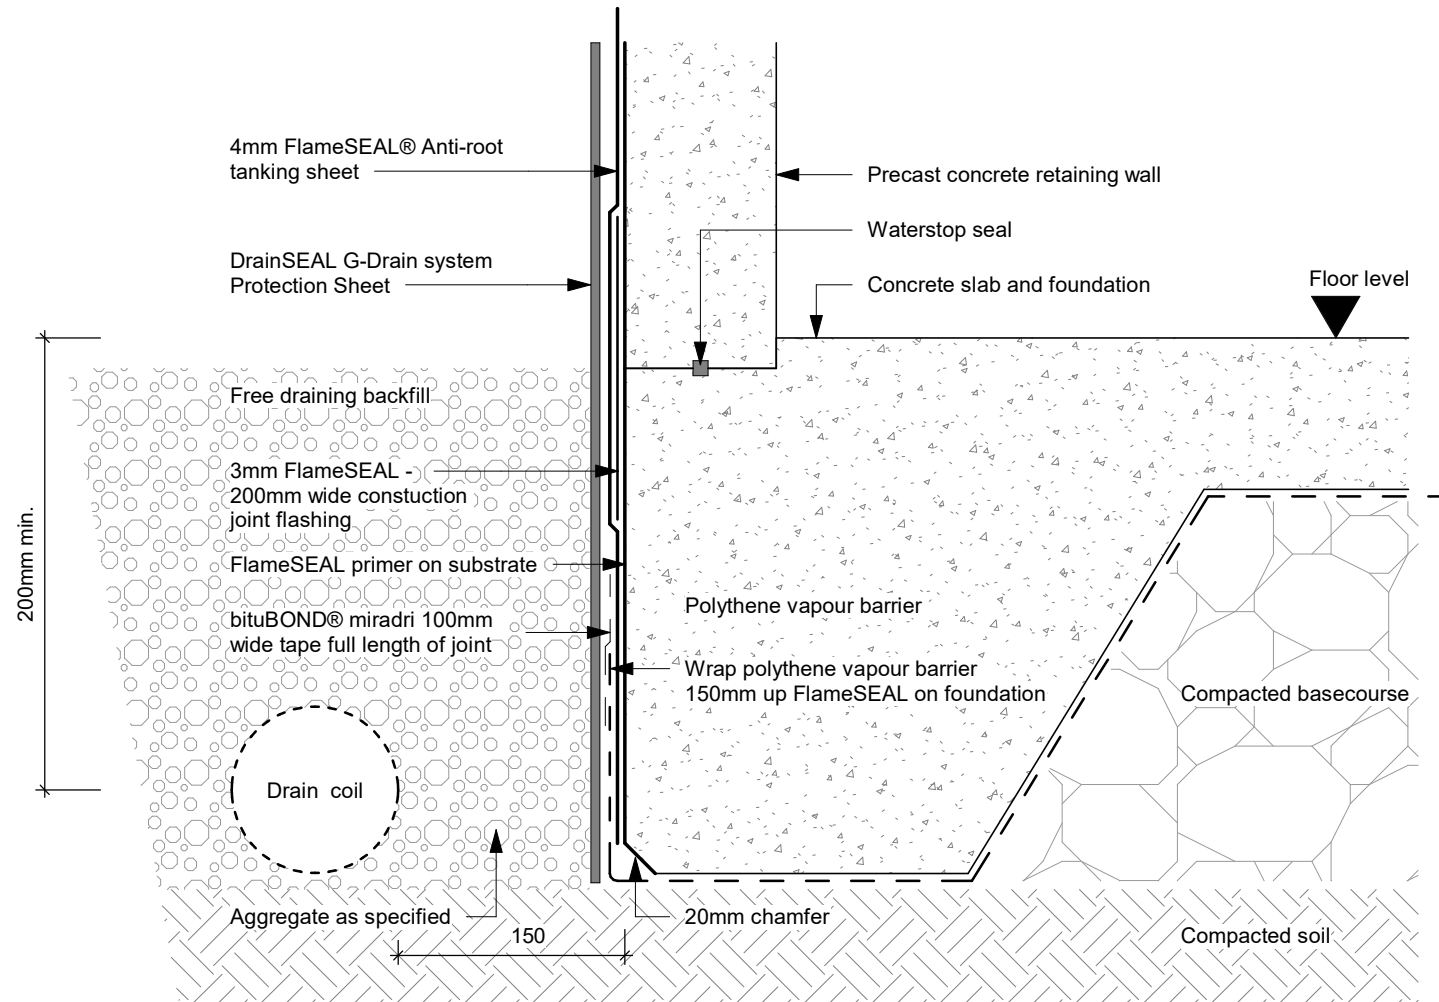 4mm FlameSEAL® Anti-root
tanking sheet
Precast concrete retaining wall
Waterstop seal
DrainSEAL G-Drain system
Protection Sheet
Concrete slab and foundation
Floor level
Free draining backfill
3mm FlameSEAL -
200mm wide constuction
joint flashing
200mm min.
FlameSEAL primer on substrate
Polythene vapour barrier
bituBOND® miradri 100mm
wide tape full length of joint
Wrap polythene vapour barrier
150mm up FlameSEAL on foundation
Compacted basecourse
Drain coil
Aggregate as specified
20mm chamfer
150
Compacted soil